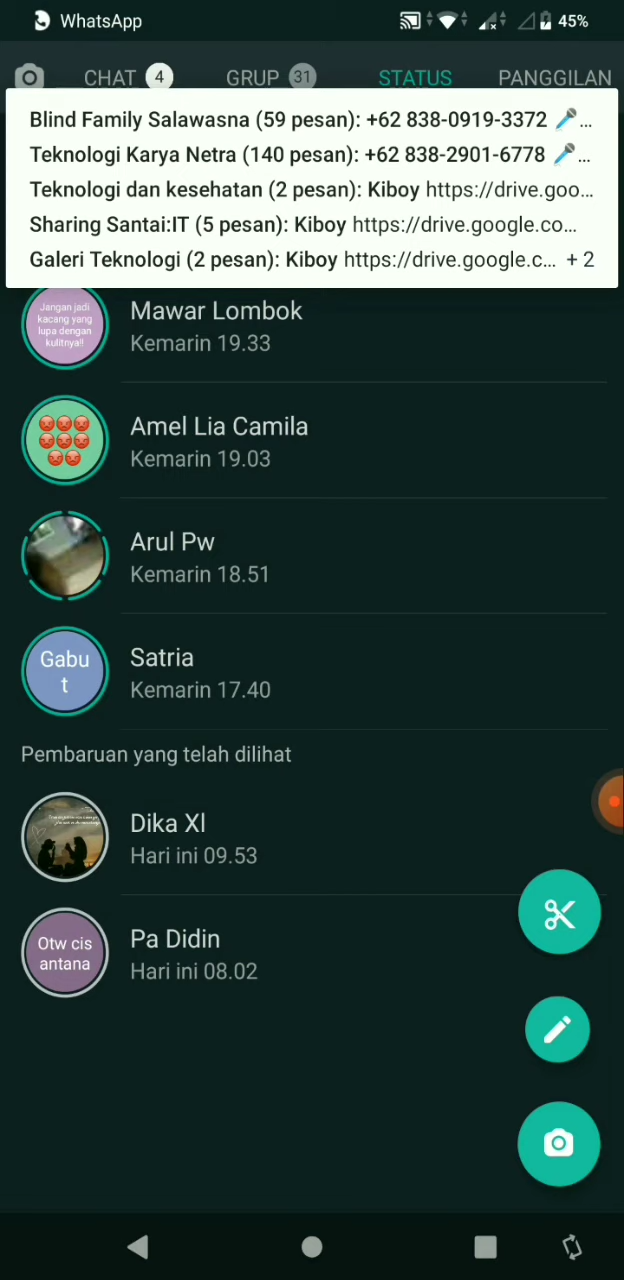 WhatsApp 45%
CHAT 4 GRUP 31 STATUS PANGGILAN
Blind Family Salawasna (59 pesan): +62 838-0919-3372 🎤...
Teknologi Karya Netra (140 pesan): +62 838-2901-6778 🎤...
Teknologi dan kesehatan (2 pesan): Kiboy https://drive.goo...
Sharing Santai:IT (5 pesan): Kiboy https://drive.google.co...
Galeri Teknologi (2 pesan): Kiboy https://drive.google.c... + 2
Jangan jadi
kacang yang
lupa dengan
kulitnya!!
Mawar Lombok
Kemarin 19.33
Amel Lia Camila
Kemarin 19.03
Arul Pw
Kemarin 18.51
Gabu
t
Satria
Kemarin 17.40
Pembaruan yang telah dilihat
Dika Xl
Hari ini 09.53
Otw cis
antana
Pa Didin
Hari ini 08.02